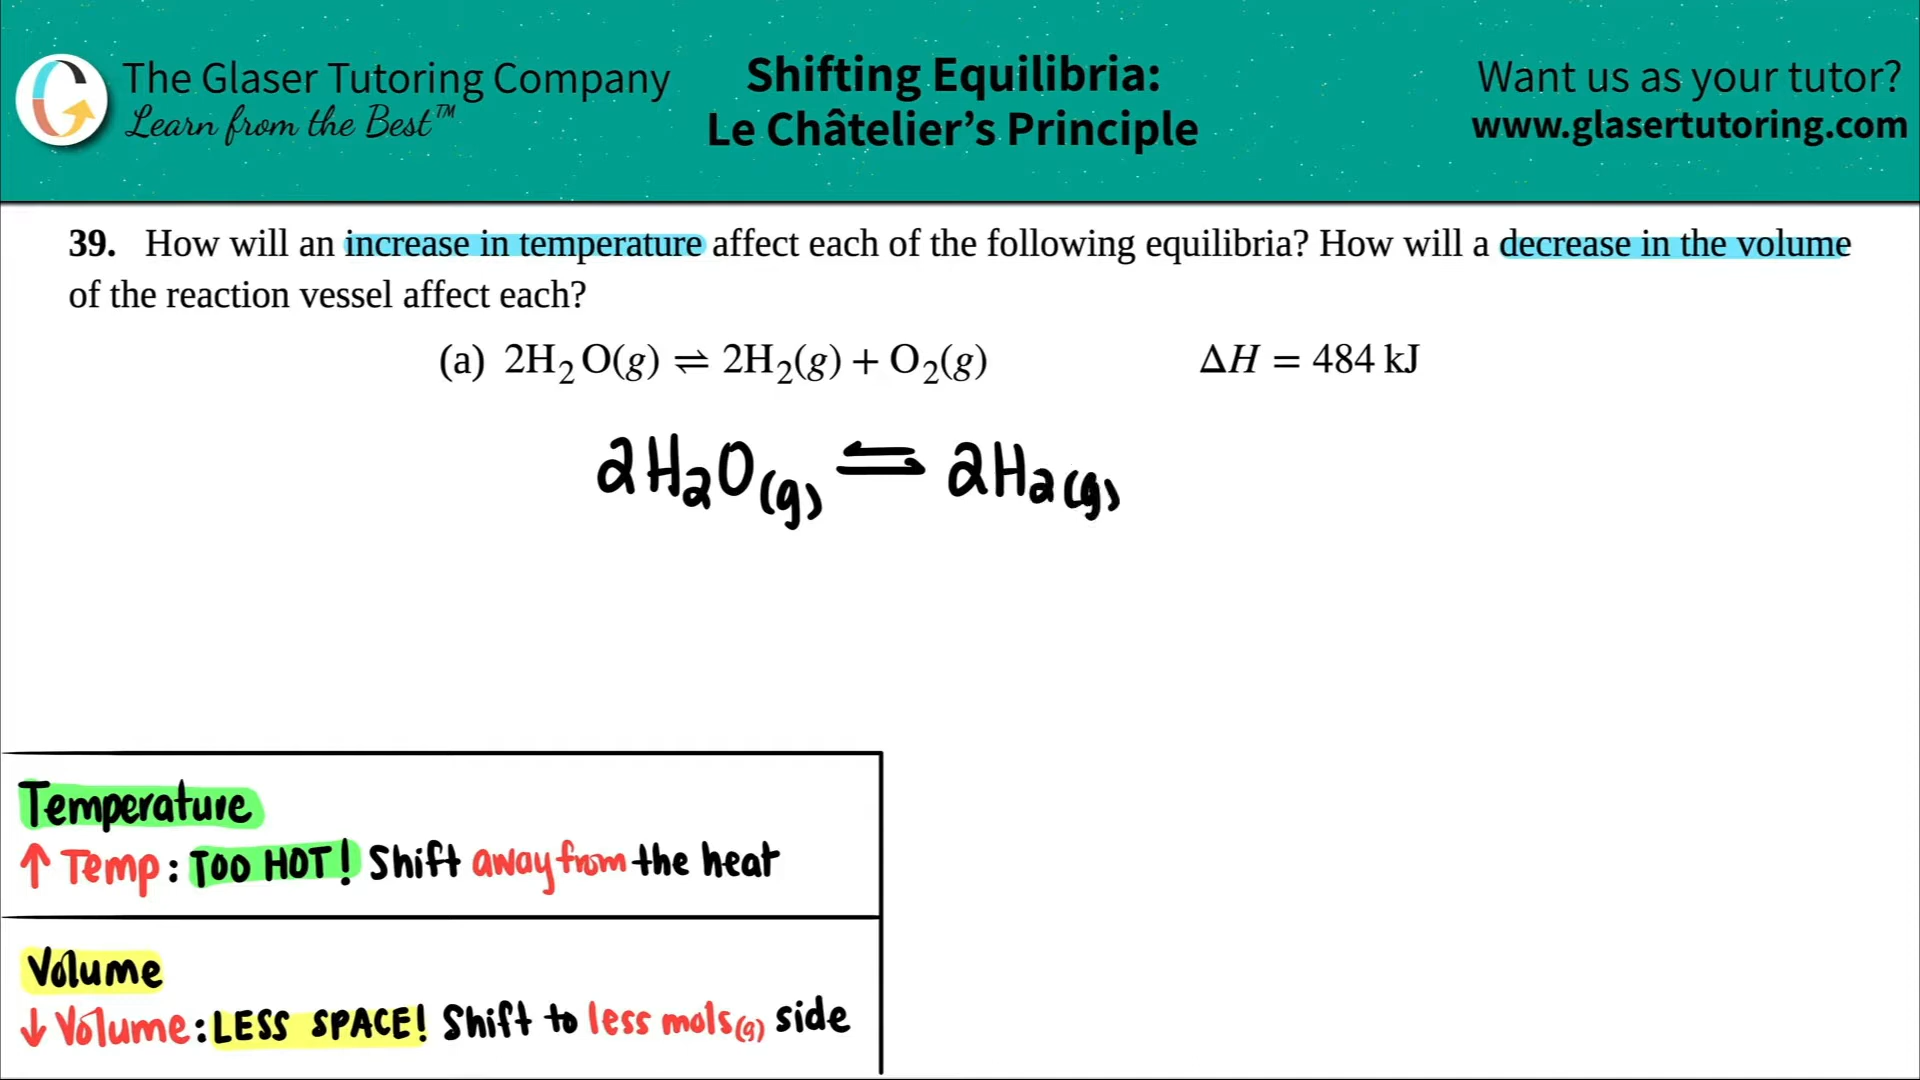 The Glaser Tutoring Company
Learn from the Best™
Shifting Equilibria:
Le Châtelier’s Principle
Want us as your tutor?
www.glasertutoring.com
39. How will an increase in temperature affect each of the following equilibria? How will a decrease in the volume
of the reaction vessel affect each?
(a) 2H₂O(g) ⇌ 2H₂(g) + O₂(g) ΔH = 484 kJ
2H₂O(g) ⇌ 2H₂(g)
Temperature
↑ Temp: TOO HOT! Shift away from the heat
Volume
↓ Volume: LESS SPACE! Shift to less mols(g) side